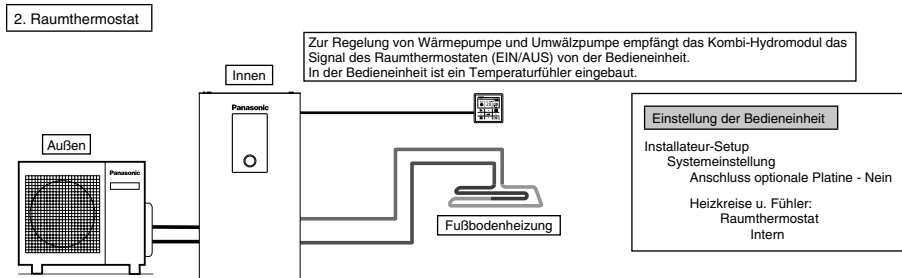 2. Raumthermostat
Zur Regelung von Wärmepumpe und Umwälzpumpe empfängt das Kombi-Hydromodul das
Signal des Raumthermostaten (EIN/AUS) von der Bedieneinheit.
In der Bedieneinheit ist ein Temperaturfühler eingebaut.
Innen
Panasonic
Außen
Panasonic
Fußbodenheizung
Einstellung der Bedieneinheit
Installateur-Setup
Systemeinstellung
Anschluss optionale Platine - Nein
Heizkreise u. Fühler:
Raumthermostat
Intern